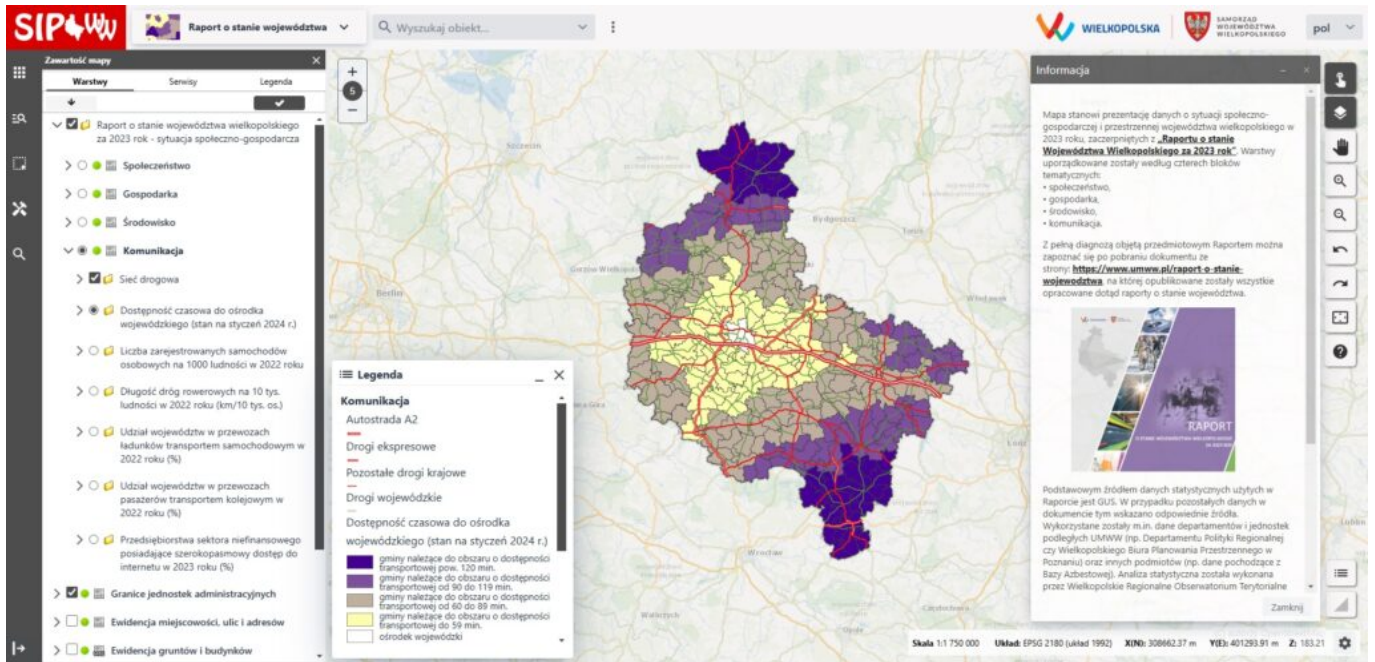 SIPWW
Raport o stanie województwa
Wyszukaj obiekt...
WIELKOPOLSKA
SAMORZĄD
WOJEWÓDZTWA
WIELKOPOLSKIEGO
pol
Zawartość mapy
Warstwy
Serwisy
Legenda
Raport o stanie województwa wielkopolskiego
za 2023 rok - sytuacja społeczno-gospodarcza
Społeczeństwo
Gospodarka
Środowisko
Komunikacja
Sieć drogowa
Dostępność czasowa do ośrodka
wojewódzkiego (stan na styczeń 2024 r.)
Liczba zarejestrowanych samochodów
osobowych na 1000 ludności w 2022 roku
Długość dróg rowerowych na 10 tys.
ludności w 2022 roku (km/10 tys. os.)
Udział województw w przewozach
ładunków transportem samochodowym w
2022 roku (%)
Udział województw w przewozach
pasażerów transportem kolejowym w
2022 roku (%)
Przedsiębiorstwa sektora niefinansowego
posiadające szerokopasmowy dostęp do
internetu w 2023 roku (%)
Granice jednostek administracyjnych
Ewidencja miejscowości, ulic i adresów
Ewidencja gruntów i budynków
5
Szczecin
Bydgoszcz
Toruń
Gorzów Wielkopolski
Berlin
Włocławek
Zielona Góra
Łódź
Wrocław
Wałbrzych
Opole
Częstochowa
Lublin
Legenda
Komunikacja
Autostrada A2
Drogi ekspresowe
Pozostałe drogi krajowe
Drogi wojewódzkie
Dostępność czasowa do ośrodka
wojewódzkiego (stan na styczeń 2024 r.)
gminy należące do obszaru o dostępności
transportowej pow. 120 min.
gminy należące do obszaru o dostępności
transportowej od 90 do 119 min.
gminy należące do obszaru o dostępności
transportowej od 60 do 89 min.
gminy należące do obszaru o dostępności
transportowej do 59 min.
ośrodek wojewódzki
Informacja
Mapa stanowi prezentację danych o sytuacji społeczno-
gospodarczej i przestrzennej województwa wielkopolskiego w
2023 roku, zaczerpniętych z „Raportu o stanie
Województwa Wielkopolskiego za 2023 rok”. Warstwy
uporządkowane zostały według czterech bloków
tematycznych:
• społeczeństwo,
• gospodarka,
• środowisko,
• komunikacja.
Z pełną diagnozą objętą przedmiotowym Raportem można
zapoznać się po pobraniu dokumentu ze
strony: https://www.umww.pl/raport-o-stanie-
wojewodztwa, na której opublikowane zostały wszystkie
opracowane dotąd raporty o stanie województwa.
RAPORT
O STANIE WOJEWÓDZTWA WIELKOPOLSKIEGO
ZA 2023 ROK
Podstawowym źródłem danych statystycznych użytych w
Raporcie jest GUS. W przypadku pozostałych danych w
dokumencie tym wskazano odpowiednie źródła.
Wykorzystane zostały m.in. dane departamentów i jednostek
podległych UMWW (np. Departamentu Polityki Regionalnej
czy Wielkopolskiego Biura Planowania Przestrzennego w
Poznaniu) oraz innych podmiotów (np. dane pochodzące z
Bazy Azbestowej). Analiza statystyczna została wykonana
przez Wielkopolskie Regionalne Obserwatorium Terytorialne
Zamknij
Skala 1:1 750 000 Układ: EPSG 2180 (układ 1992) X(N): 308662.37 m Y(E): 401293.91 m Z: 183.21